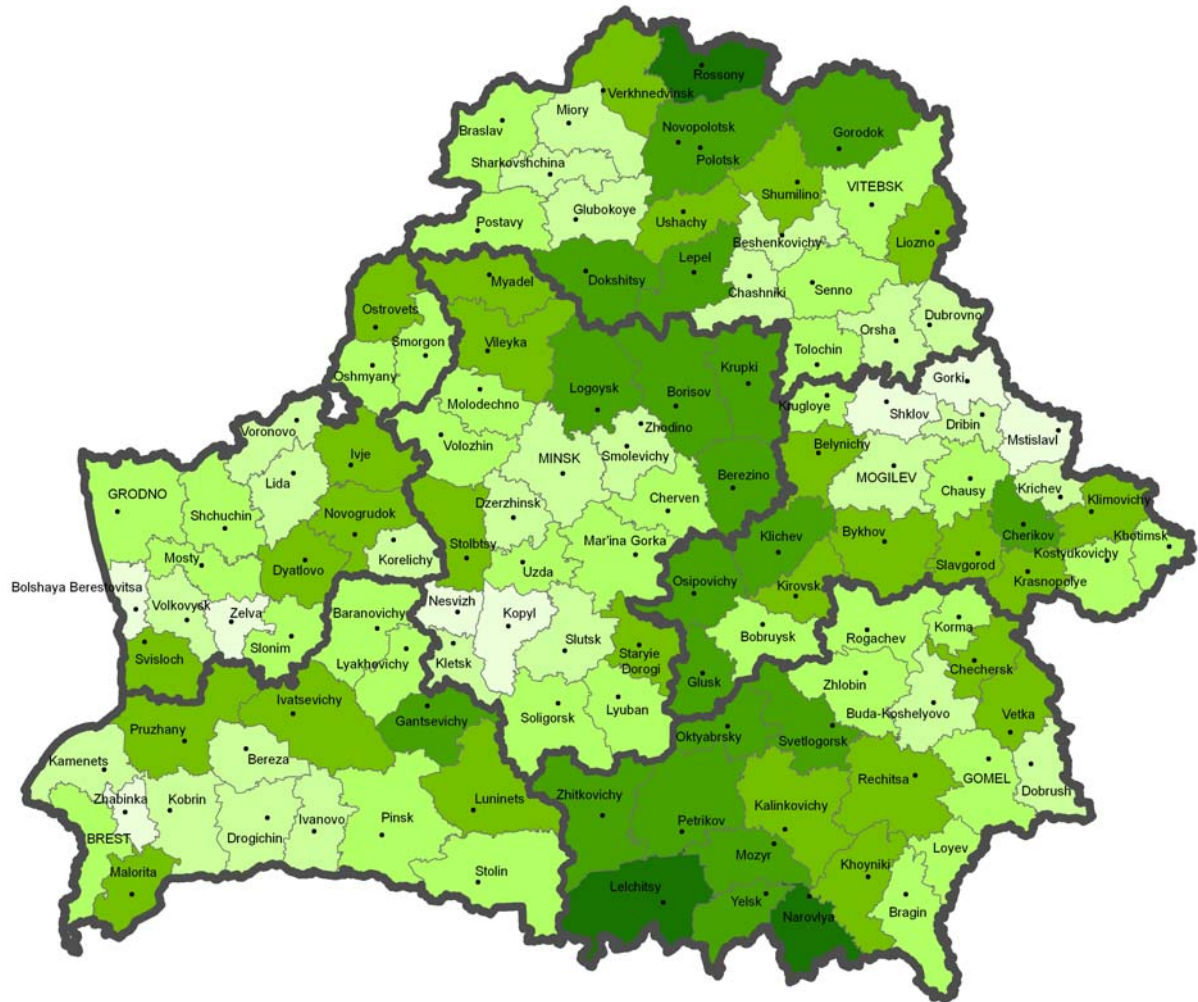 Rossony
Verkhnedvinsk
Miory
Braslav
Novopolotsk
Gorodok
Polotsk
Sharkovshchina
Shumilino
VITEBSK
Glubokoye
Ushachy
Postavy
Liozno
Beshenkovichy
Lepel
Dokshitsy
Myadel
Chashniki
Senno
Ostrovets
Dubrovno
Orsha
Smorgon
Vileyka
Tolochin
Oshmyany
Krupki
Logoysk
Borisov
Gorki
Molodechno
Krugloye
Shklov
Dribin
Zhodino
Mstislavl
Voronovo
Volozhin
Belynichy
Ivje
MINSK
Smolevichy
MOGILEV
Lida
Berezino
Chausy
Krichev
GRODNO
Klimovichy
Dzerzhinsk
Cherven
Shchuchin
Novogrudok
Cherikov
Klichev
Bykhov
Khotimsk
Stolbtsy
Mar'ina Gorka
Korelichy
Kostyukovichy
Mosty
Slavgorod
Dyatlovo
Uzda
Krasnopolye
Bolshaya Berestovitsa
Osipovichy
Kirovsk
Nesvizh
Volkovysk
Zelva
Kopyl
Baranovichy
Korma
Slutsk
Bobruysk
Rogachev
Slonim
Staryie
Dorogi
Svisloch
Kletsk
Lyakhovichy
Chechersk
Glusk
Zhlobin
Ivatsevichy
Lyuban
Vetka
Buda-Koshelyovo
Gantsevichy
Soligorsk
Pruzhany
Oktyabrsky
Svetlogorsk
Bereza
Kamenets
Rechitsa
GOMEL
Zhitkovichy
Dobrush
Zhabinka
Kobrin
Luninets
Kalinkovichy
Ivanovo
Pinsk
Petrikov
BREST
Drogichin
Loyev
Mozyr
Khoyniki
Malorita
Stolin
Lelchitsy
Yelsk
Narovlya
Bragin